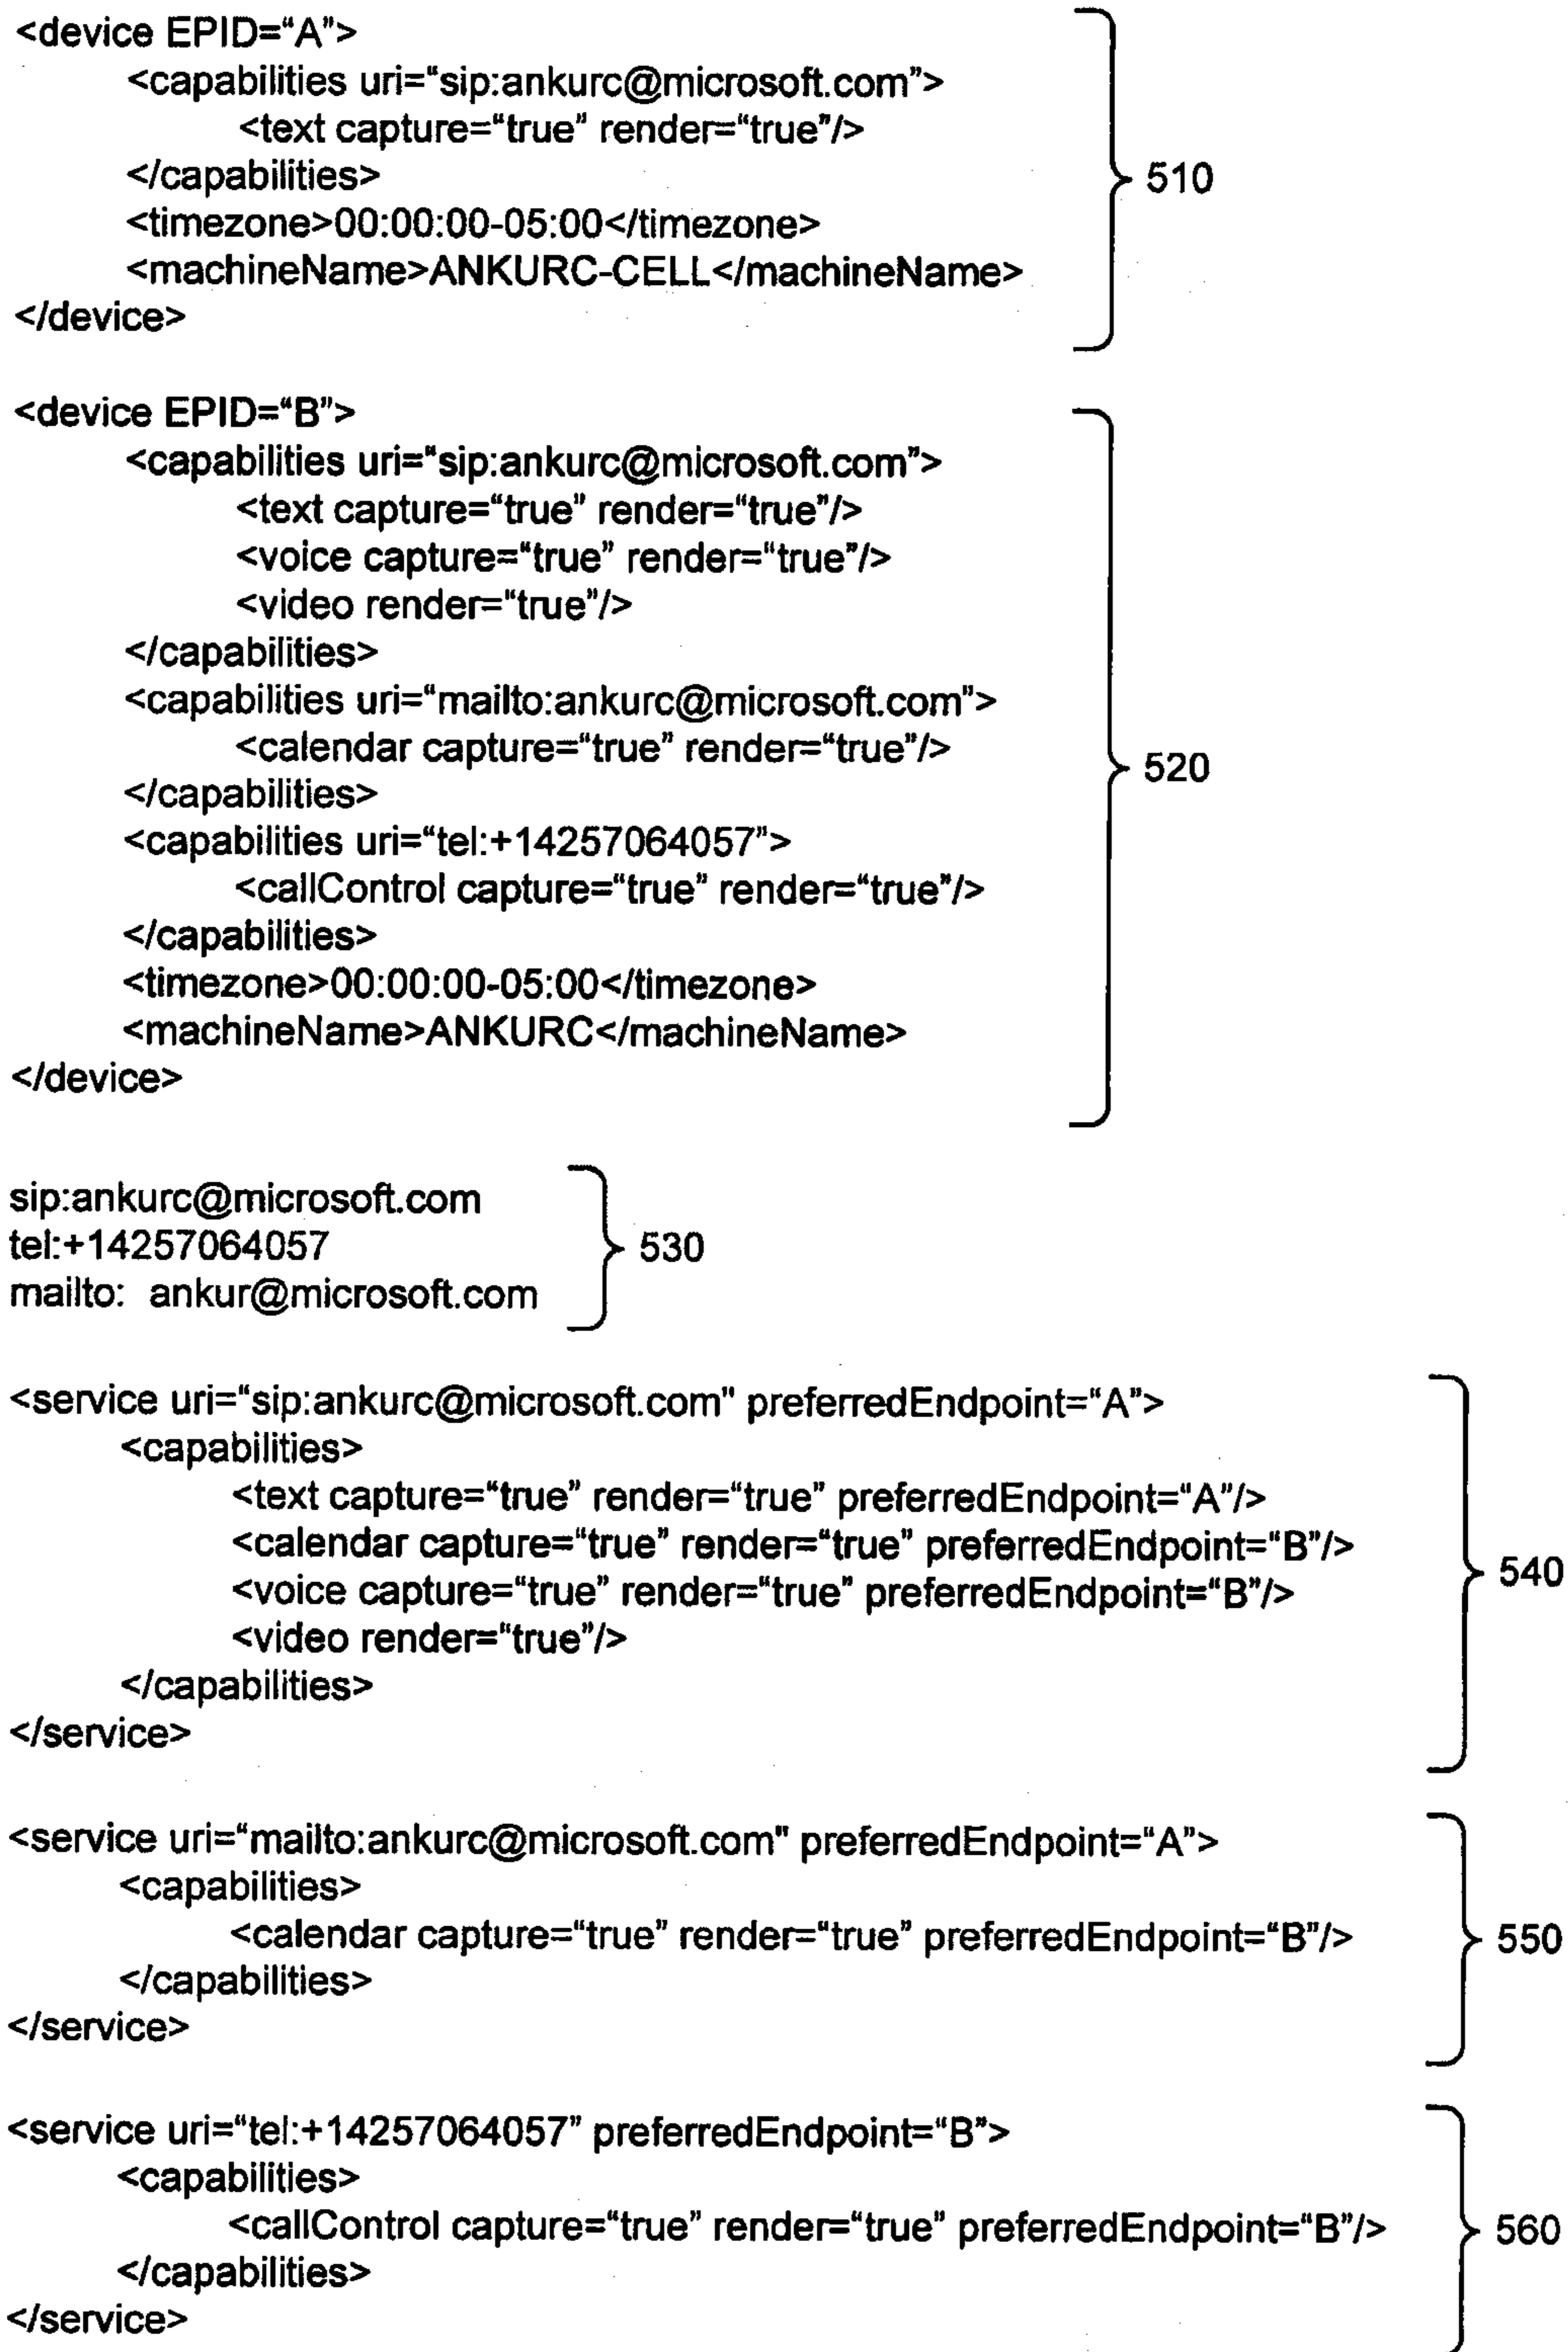 <device EPID=“A”>
<capabilities uri=“sip:ankurc@microsoft.com”>
<text capture=“true” render=“true”/>
</capabilities>
<timezone>00:00:00-05:00</timezone>
<machineName>ANKURC-CELL</machineName>
</device>
510
<device EPID=“B”>
<capabilities uri=“sip:ankurc@microsoft.com”>
<text capture=“true” render=“true”/>
<voice capture=“true” render=“true”/>
<video render=“true”/>
</capabilities>
<capabilities uri=“mailto:ankurc@microsoft.com”>
<calendar capture=“true” render=“true”/>
</capabilities>
<capabilities uri=“tel:+14257064057”>
<callControl capture=“true” render=“true”/>
</capabilities>
<timezone>00:00:00-05:00</timezone>
<machineName>ANKURC</machineName>
</device>
520
sip:ankurc@microsoft.com
tel:+14257064057
mailto: ankur@microsoft.com
530
<service uri=“sip:ankurc@microsoft.com" preferredEndpoint=“A”>
<capabilities>
<text capture=“true” render=“true” preferredEndpoint=“A”/>
<calendar capture=“true” render=“true” preferredEndpoint=“B”/>
<voice capture=“true” render=“true” preferredEndpoint=“B”/>
<video render=“true”/>
</capabilities>
</service>
540
<service uri=“mailto:ankurc@microsoft.com" preferredEndpoint=“A”>
<capabilities>
<calendar capture=“true” render=“true” preferredEndpoint=“B”/>
</capabilities>
</service>
550
<service uri=“tel:+14257064057” preferredEndpoint=“B”>
<capabilities>
<callControl capture=“true” render=“true” preferredEndpoint=“B”/>
</capabilities>
</service>
560